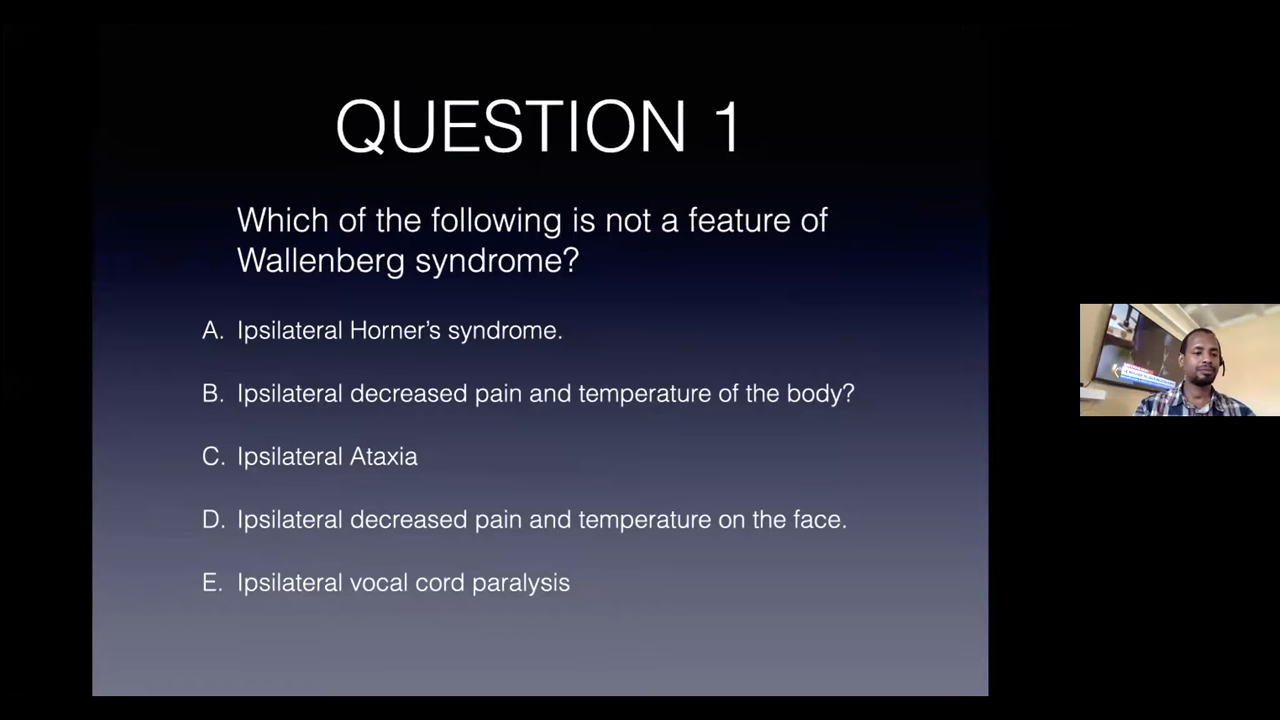 QUESTION 1
Which of the following is not a feature of
Wallenberg syndrome?
A. Ipsilateral Horner’s syndrome.
B. Ipsilateral decreased pain and temperature of the body?
C. Ipsilateral Ataxia
D. Ipsilateral decreased pain and temperature on the face.
E. Ipsilateral vocal cord paralysis